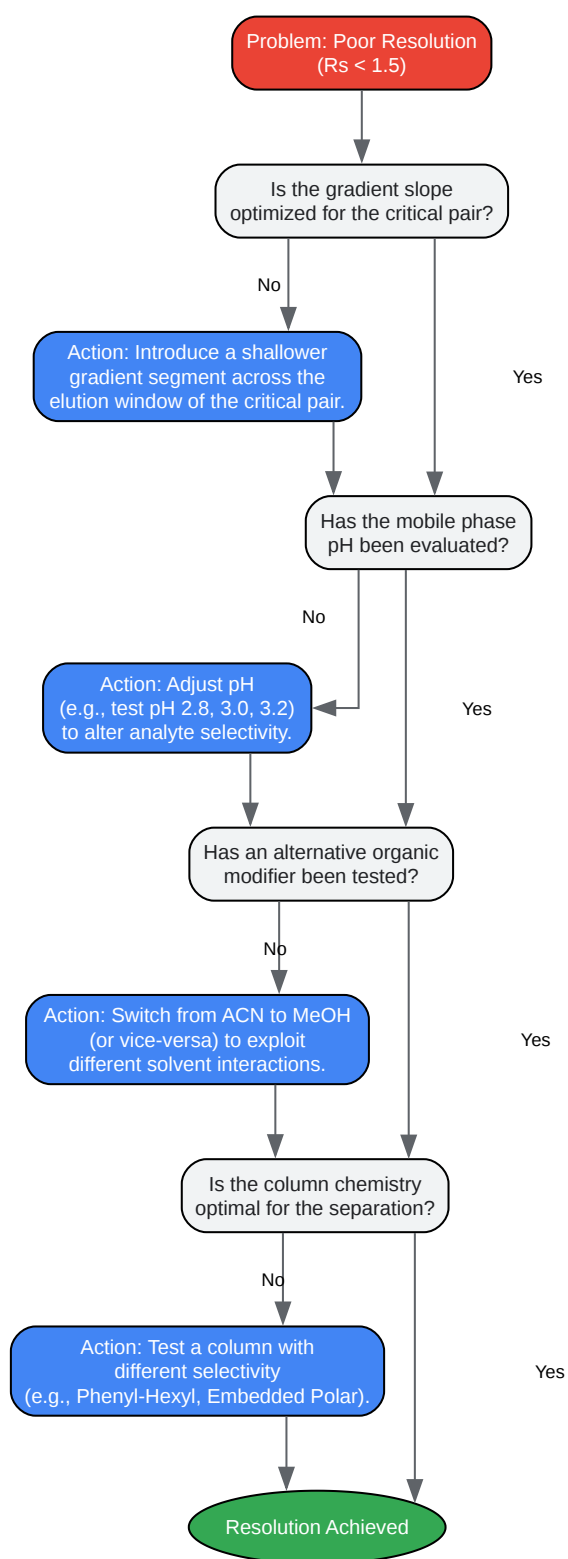 Problem: Poor Resolution
(Rs < 1.5)
Is the gradient slope
optimized for the critical pair?
No
Action: Introduce a shallower
gradient segment across the
elution window of the critical pair.
Yes
Has the mobile phase
pH been evaluated?
No
Action: Adjust pH
(e.g., test pH 2.8, 3.0, 3.2)
to alter analyte selectivity.
Yes
Has an alternative organic
modifier been tested?
No
Action: Switch from ACN to MeOH
(or vice-versa) to exploit
different solvent interactions.
Yes
Is the column chemistry
optimal for the separation?
No
Action: Test a column with
different selectivity
(e.g., Phenyl-Hexyl, Embedded Polar).
Yes
Resolution Achieved